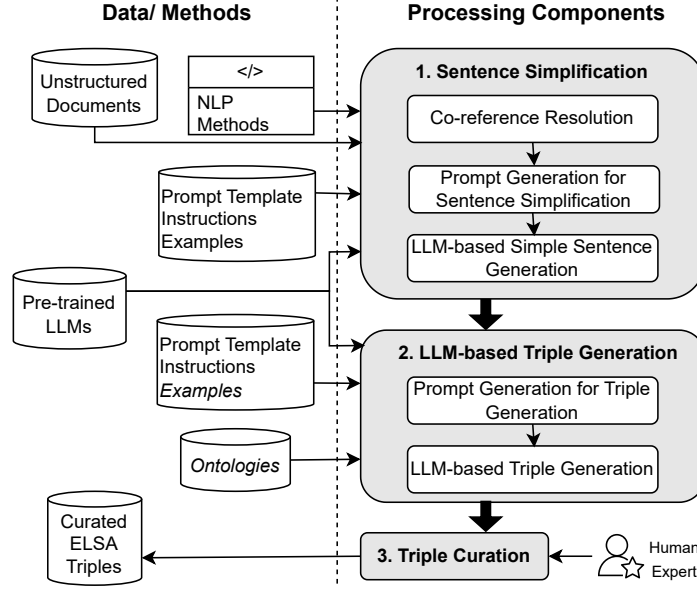 Data/ Methods
Processing Components
Unstructured
Documents
</>
NLP
Methods
1. Sentence Simplification
Co-reference Resolution
Prompt Template
Instructions
Examples
Prompt Generation for
Sentence Simplification
LLM-based Simple Sentence
Generation
Pre-trained
LLMs
Prompt Template
Instructions
Examples
2. LLM-based Triple Generation
Prompt Generation for Triple
Generation
Ontologies
LLM-based Triple Generation
Curated
ELSA
Triples
3. Triple Curation
Human
Expert